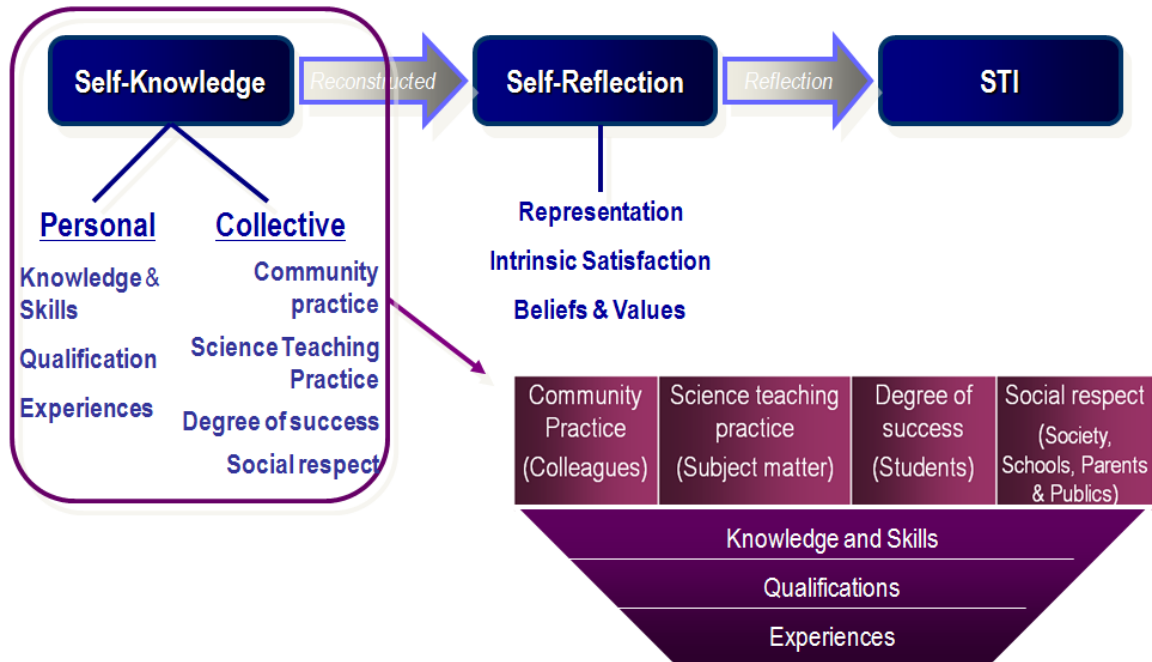 Self-Knowledge
Reconstructed
Self-Reflection
Reflection
STI
Personal
Knowledge &
Skills
Qualification
Experiences
Collective
Community
practice
Science Teaching
Practice
Degree of success
Social respect
Representation
Intrinsic Satisfaction
Beliefs & Values
Community
Practice
(Colleagues)
Science teaching
practice
(Subject matter)
Degree of
success
(Students)
Social respect
(Society,
Schools, Parents
& Publics)
Knowledge and Skills
Qualifications
Experiences